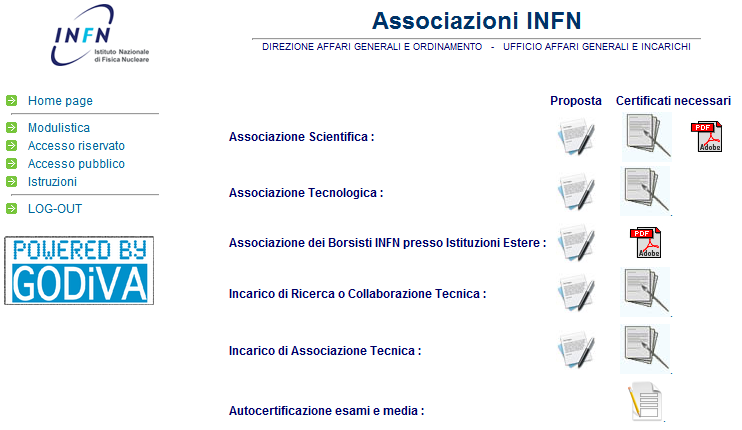 INFN
Istituto Nazionale
di Fisica Nucleare
Associazioni INFN
DIREZIONE AFFARI GENERALI E ORDINAMENTO - UFFICIO AFFARI GENERALI E INCARICHI
Home page
Modulistica
Accesso riservato
Accesso pubblico
Istruzioni
LOG-OUT
POWERED BY
GODiVA
Proposta Certificati necessari
Associazione Scientifica :
PDF
Adobe
Associazione Tecnologica :
Associazione dei Borsisti INFN presso Istituzioni Estere :
PDF
Adobe
Incarico di Ricerca o Collaborazione Tecnica :
Incarico di Associazione Tecnica :
Autocertificazione esami e media :